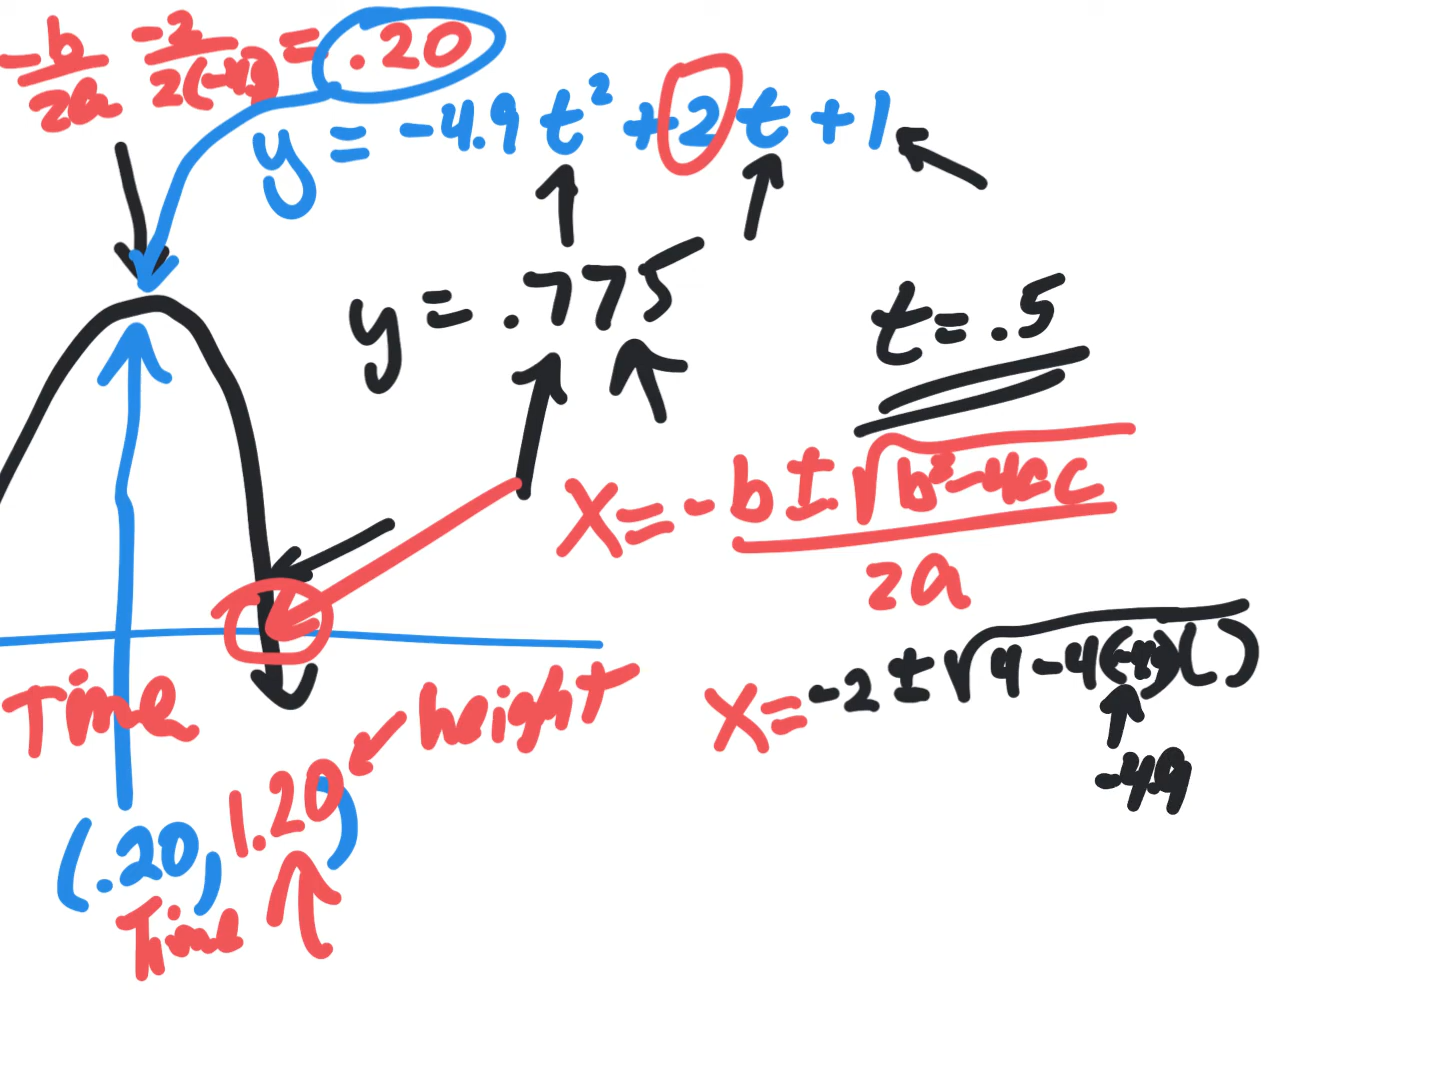 -b/2a -2/2(-4.9) = .20
y = -4.9t² + 2t + 1
y = .775
t = .5
x = -b ± √b²-4ac / 2a
x = -2 ± √4-4(-4.9)( )
-4.9
Time
height
(.20, 1.20)
Time